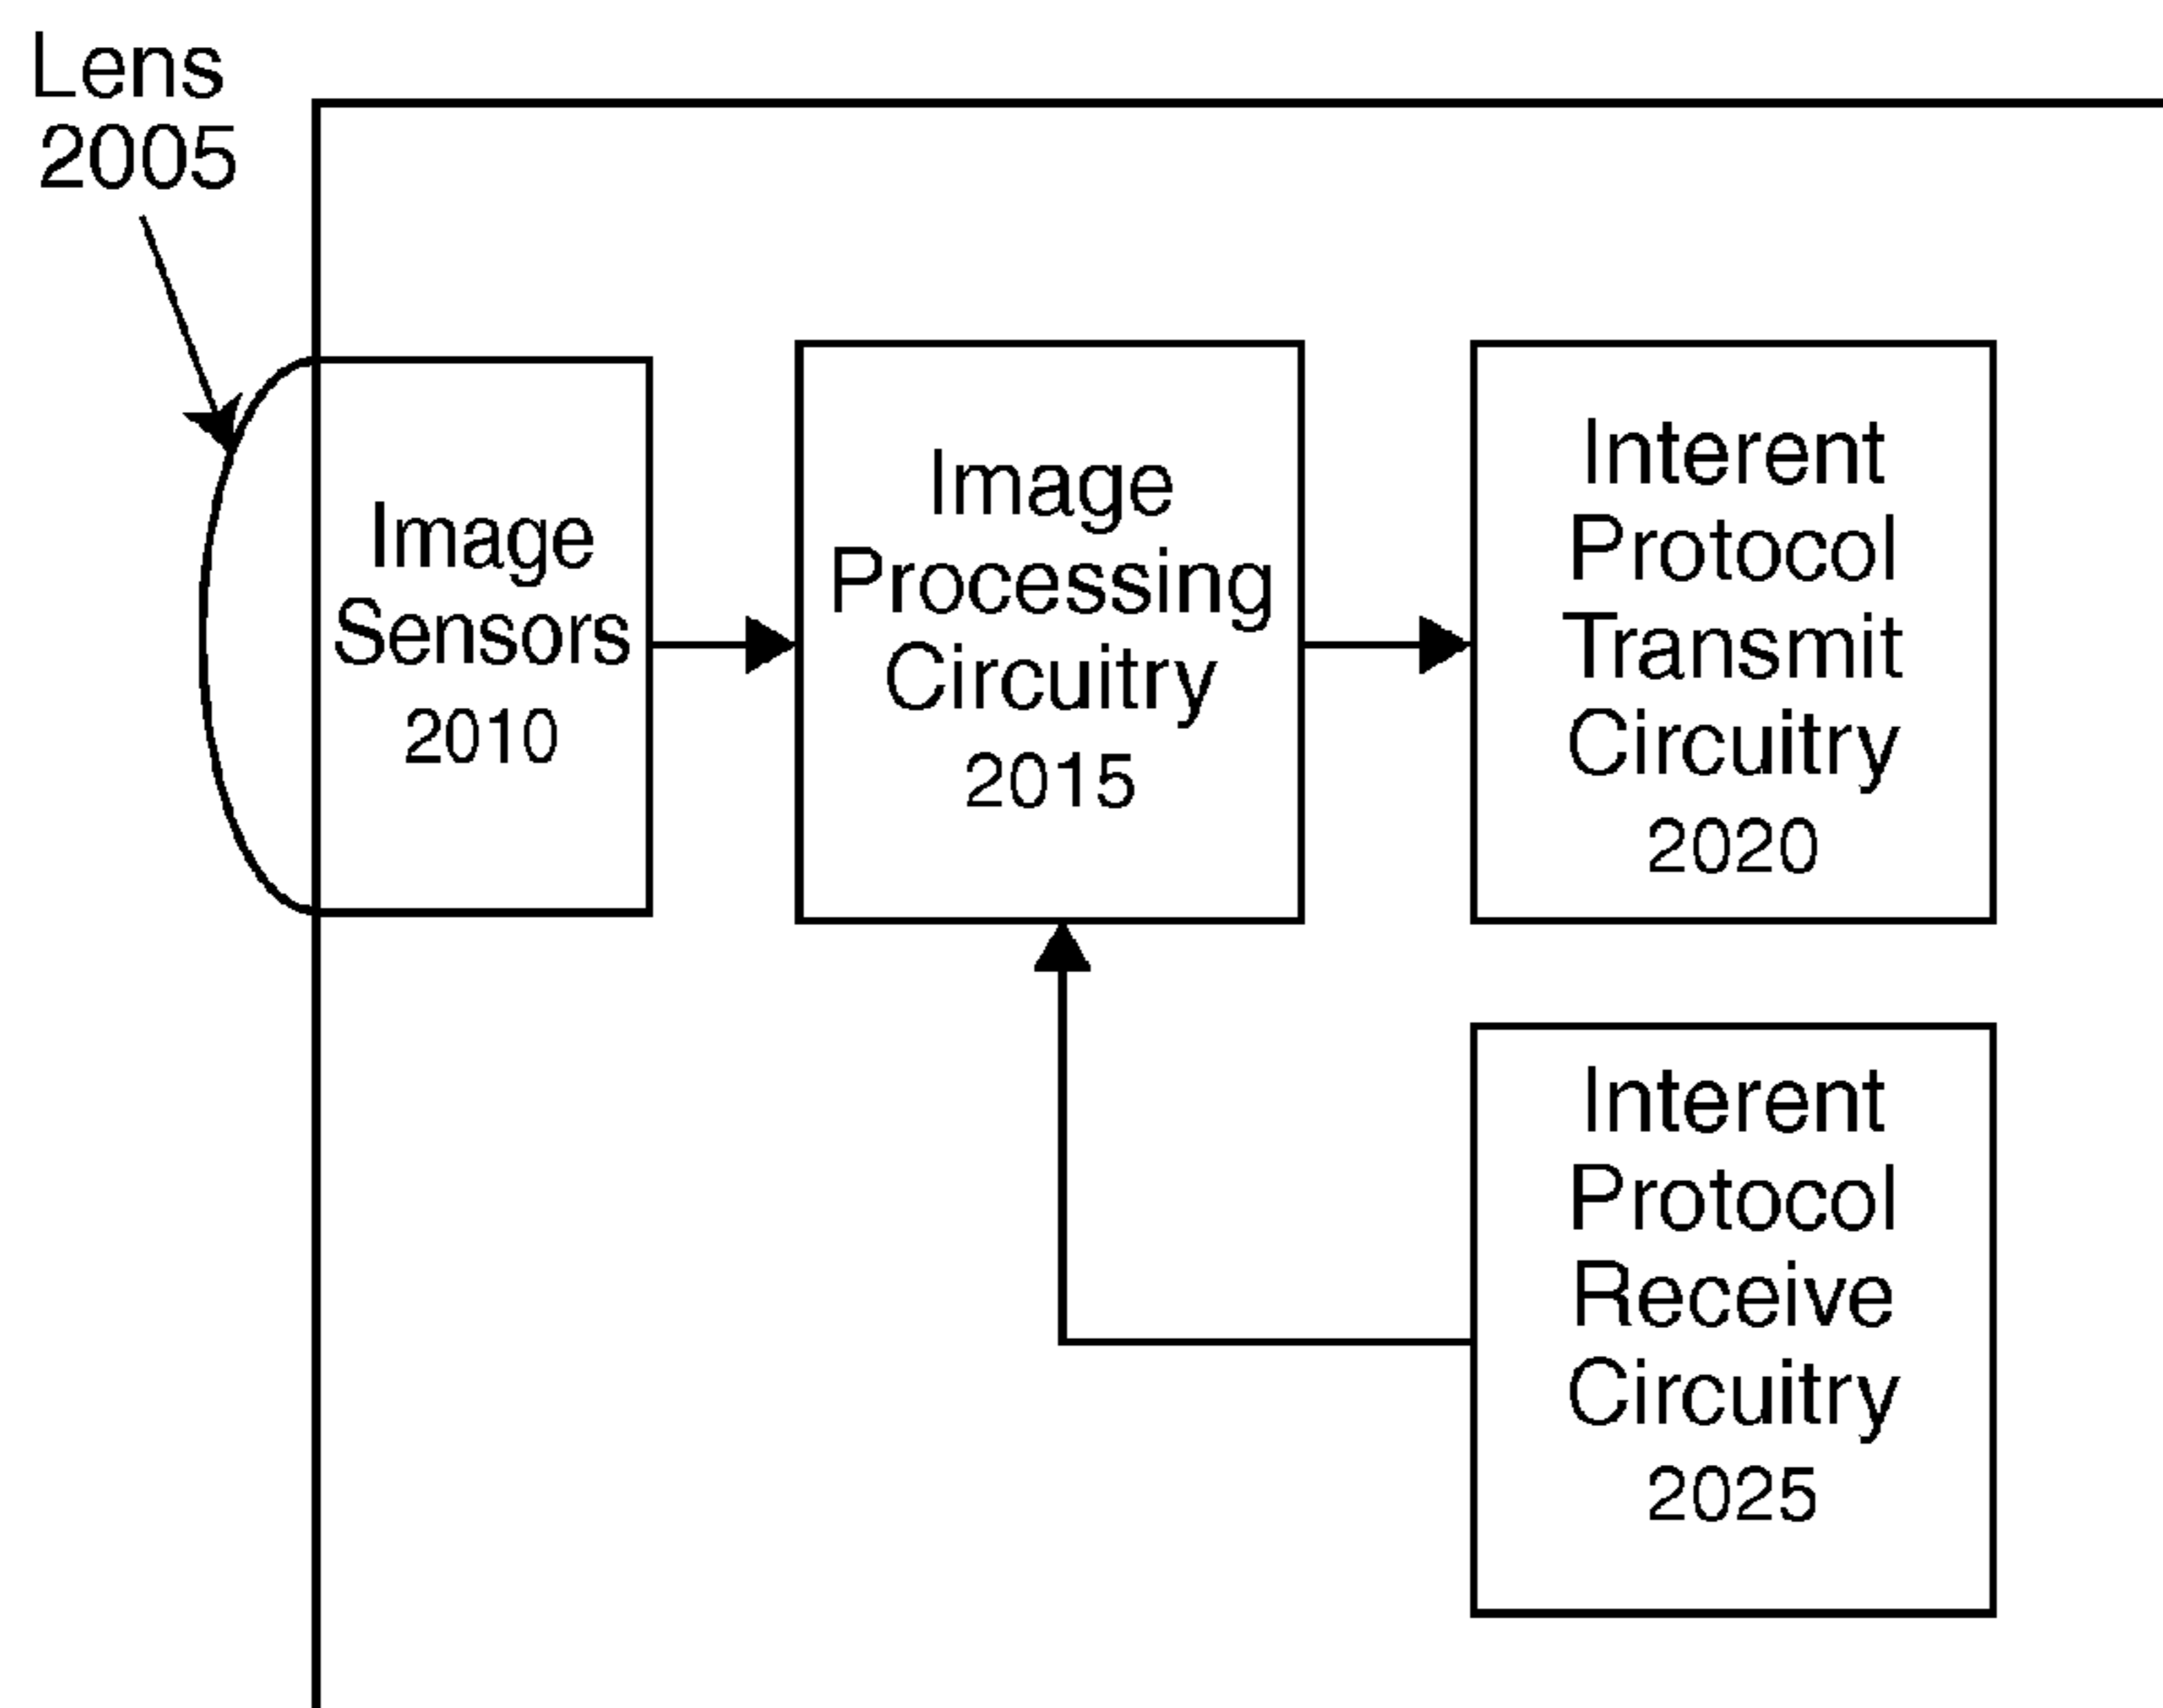 Lens
2005
Image
Sensors
2010
Image
Processing
Circuitry
2015
Interent
Protocol
Transmit
Circuitry
2020
Interent
Protocol
Receive
Circuitry
2025